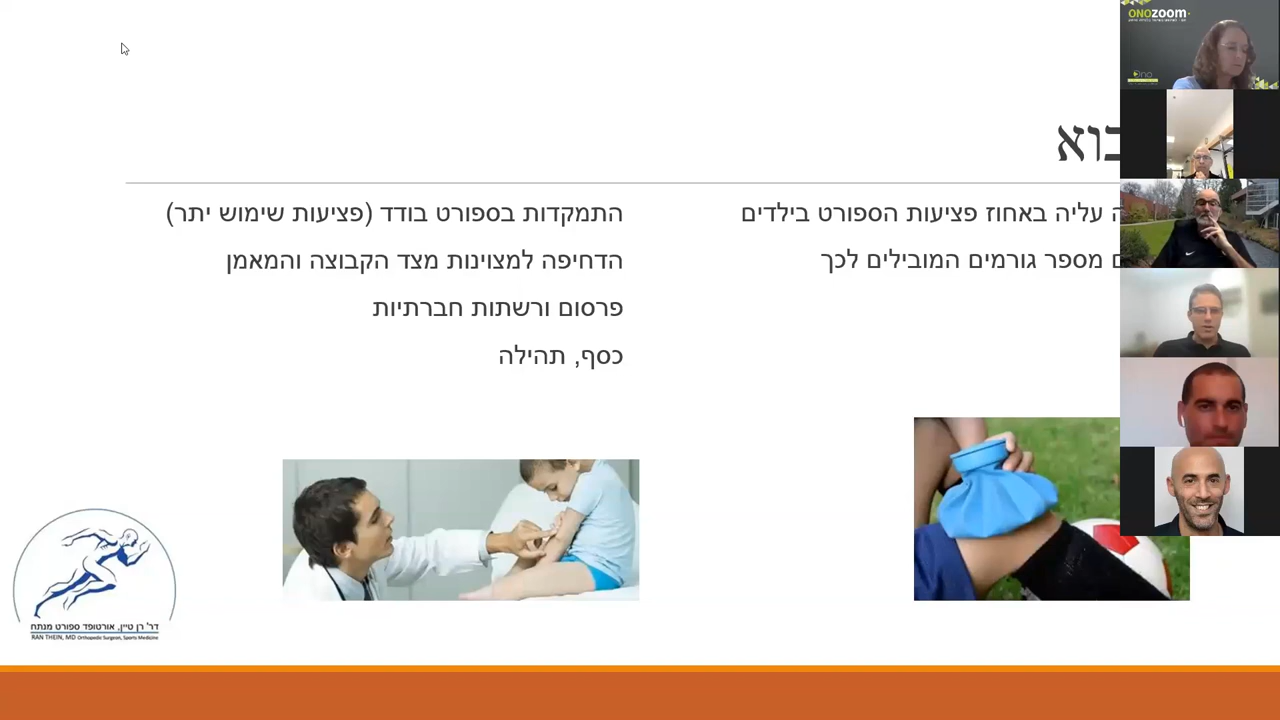 ה עליה באחוז פציעות הספורט בילדים
מספר גורמים המובילים לכך
התמקדות בספורט בודד (פציעות שימוש יתר)
הדחיפה למצוינות מצד הקבוצה והמאמן
פרסום ורשתות חברתיות
כסף, תהילה
דר' רן טיין, אורטופד ספורט מנתח
RAN THEIN, MD Orthopedic Surgeon, Sports Medicine
ONOZOOM
Ono